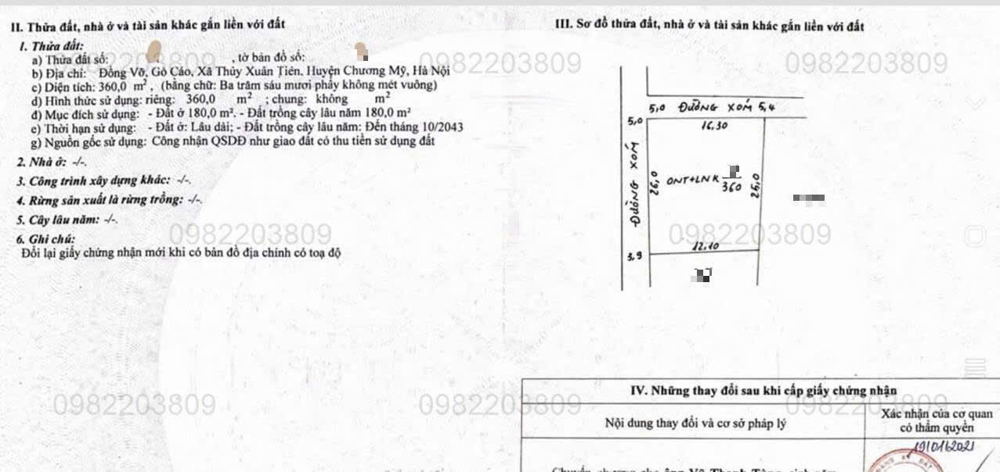 II. Thửa đất, nhà ở và tài sản khác gắn liền với đất
1. Thửa đất:
a) Thửa đất số: , tờ bản đồ số:
b) Địa chỉ: Đồng Vỡ, Gò Cáo, Xã Thủy Xuân Tiên, Huyện Chương Mỹ, Hà Nội
c) Diện tích: 360,0 m², (bằng chữ: Ba trăm sáu mươi phẩy không mét vuông)
d) Hình thức sử dụng: riêng: 360,0 m² ; chung: không m²
đ) Mục đích sử dụng: - Đất ở 180,0 m². - Đất trồng cây lâu năm 180,0 m²
e) Thời hạn sử dụng: - Đất ở: Lâu dài; - Đất trồng cây lâu năm: Đến tháng 10/2043
g) Nguồn gốc sử dụng: Công nhận QSDĐ như giao đất có thu tiền sử dụng đất
2. Nhà ở: -/-.
3. Công trình xây dựng khác: -/-.
4. Rừng sản xuất là rừng trồng: -/-.
5. Cây lâu năm: -/-.
6. Ghi chú:
Đổi lại giấy chứng nhận mới khi có bản đồ địa chính có toạ độ
III. Sơ đồ thửa đất, nhà ở và tài sản khác gắn liền với đất
5,0 ĐƯỜNG XÓM 5,4
5,0
16.30
ĐƯỜNG XÓM
26,0
ONT+LNK
360
25,0
12.10
3,9
IV. Những thay đổi sau khi cấp giấy chứng nhận
Nội dung thay đổi và cơ sở pháp lý
Xác nhận của cơ quan
có thẩm quyền
0982203809
0982203809
0982203809
0982203809
0982203809
0982203809
0982203809
0982203809